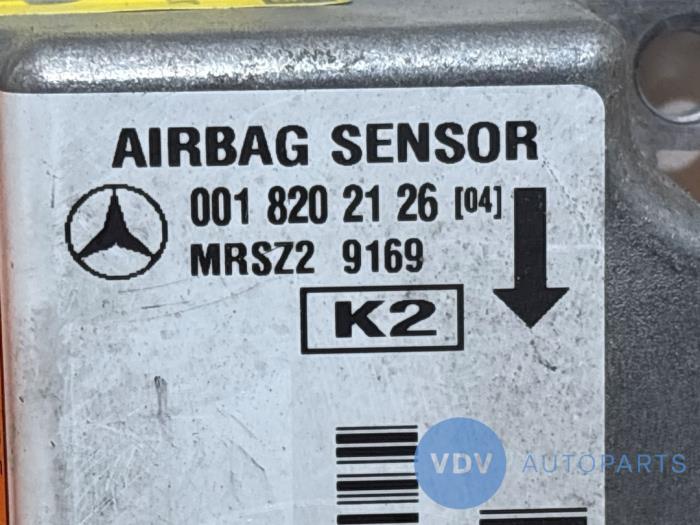 AIRBAG SENSOR
001 820 21 26 [04]
MRSZ2 9169
K2
VDV AUTOPARTS